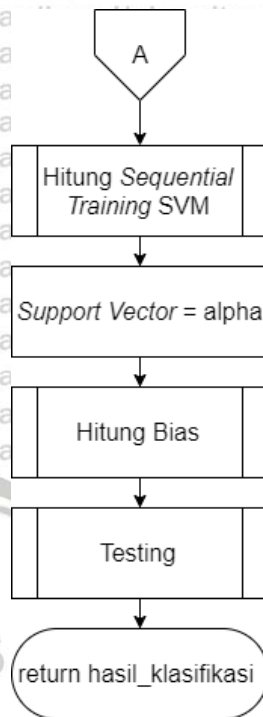 A
Hitung Sequential
Training SVM
Support Vector = alpha
Hitung Bias
Testing
return hasil_klasifikasi